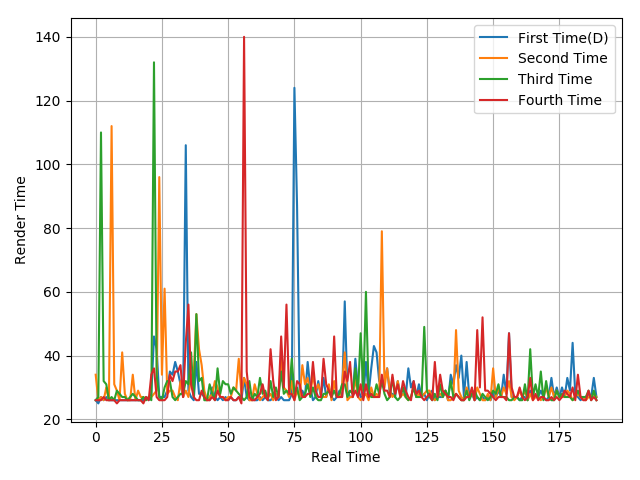 First Time(D)
Second Time
Third Time
Fourth Time
140
120
100
80
60
40
20
Render Time
0
25
50
75
100
125
150
175
Real Time